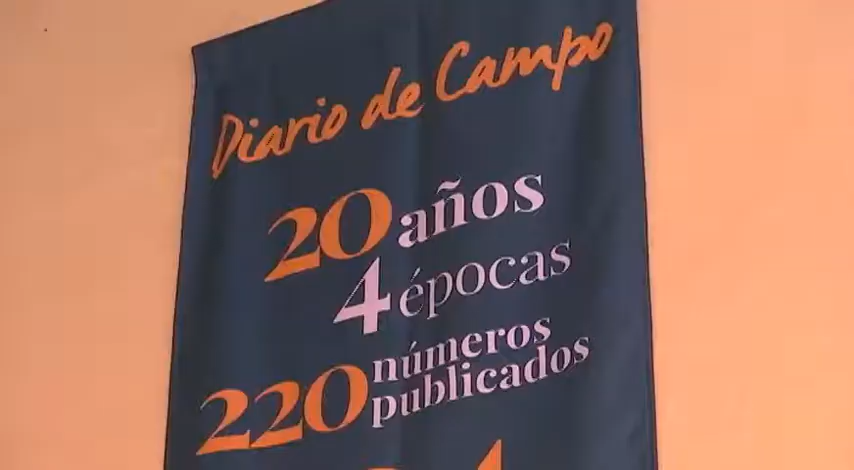 Diario de Campo
20 años
4 épocas
220 números
publicados